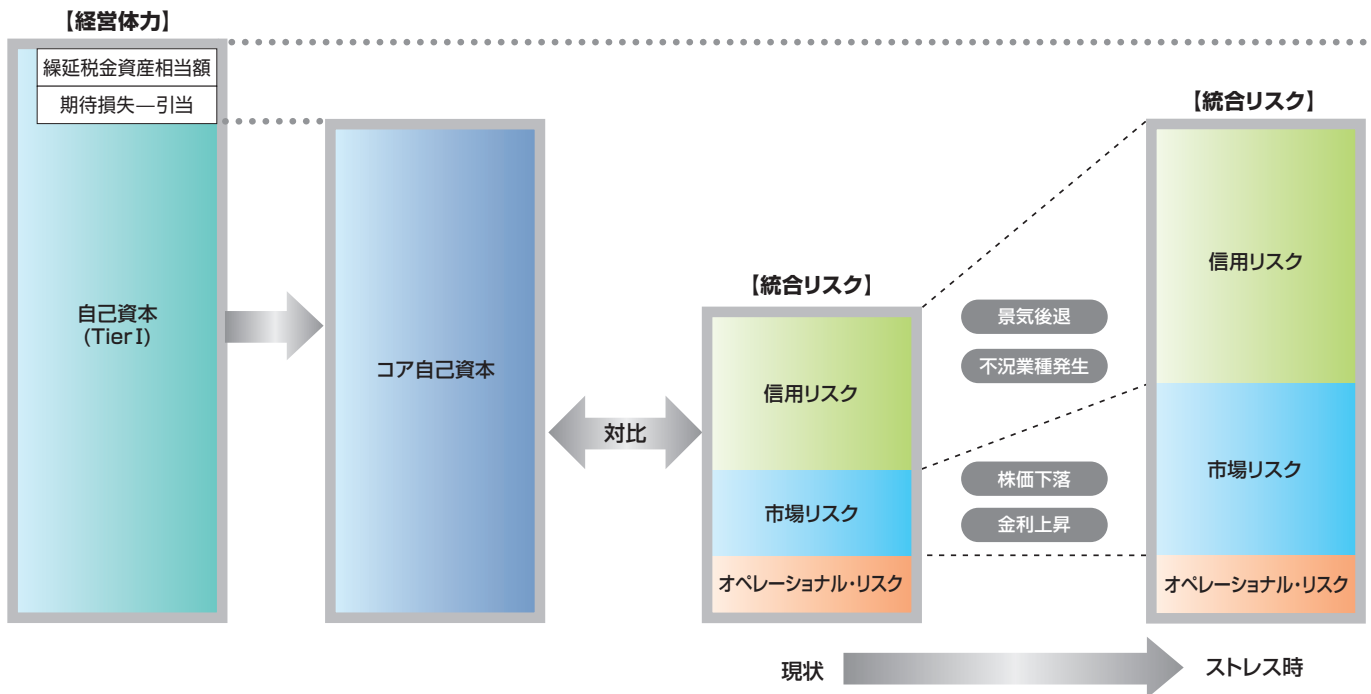 【経営体力】
繰延税金資産相当額
期待損失―引当
自己資本
(TierⅠ)
コア自己資本
対比
【統合リスク】
信用リスク
市場リスク
オペレーショナル・リスク
景気後退
不況業種発生
株価下落
金利上昇
【統合リスク】
信用リスク
市場リスク
オペレーショナル・リスク
現状
ストレス時